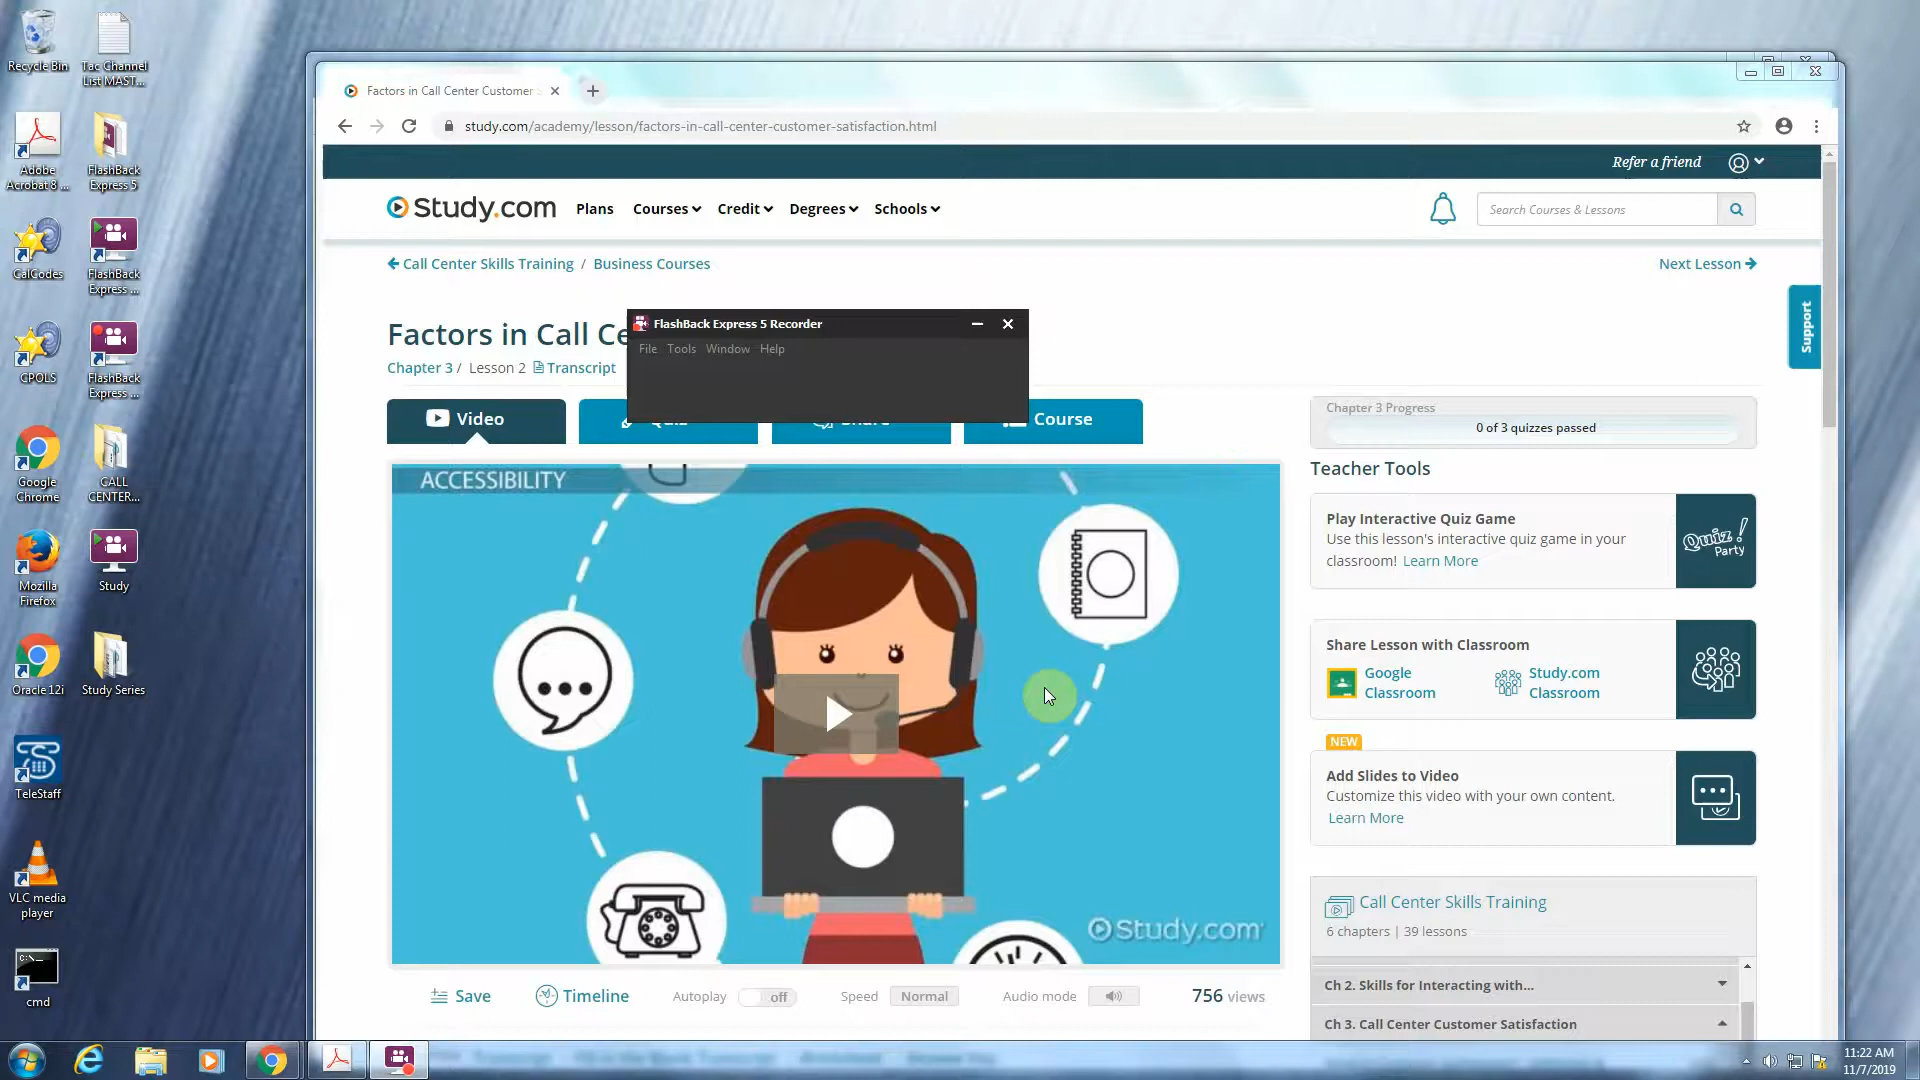 Recycle Bin
Tac Channel
List MAST...
Adobe
Acrobat 8 ...
FlashBack
Express 5
CalCodes
FlashBack
Express ...
CPOLS
FlashBack
Express ...
Google
Chrome
CALL
CENTER...
Mozilla
Firefox
Study
Oracle 12i
Study Series
TeleStaff
VLC media
player
C:\_
cmd
Factors in Call Center Customer
study.com/academy/lesson/factors-in-call-center-customer-satisfaction.html
Refer a friend
Study.com
Plans
Courses
Credit
Degrees
Schools
Search Courses & Lessons
Call Center Skills Training / Business Courses
Next Lesson
Support
Factors in Call Ce
Chapter 3 / Lesson 2 Transcript
FlashBack Express 5 Recorder
File Tools Window Help
Video
Quiz
Share
Course
Chapter 3 Progress
0 of 3 quizzes passed
ACCESSIBILITY
Study.com
Teacher Tools
Play Interactive Quiz Game
Use this lesson's interactive quiz game in your
classroom! Learn More
Quiz!
Party
Share Lesson with Classroom
Google
Classroom
Study.com
Classroom
NEW
Add Slides to Video
Customize this video with your own content.
Learn More
Call Center Skills Training
6 chapters | 39 lessons
Ch 2. Skills for Interacting with...
Ch 3. Call Center Customer Satisfaction
Save
Timeline
Autoplay off
Speed Normal
Audio mode
756 views
11:22 AM
11/7/2019